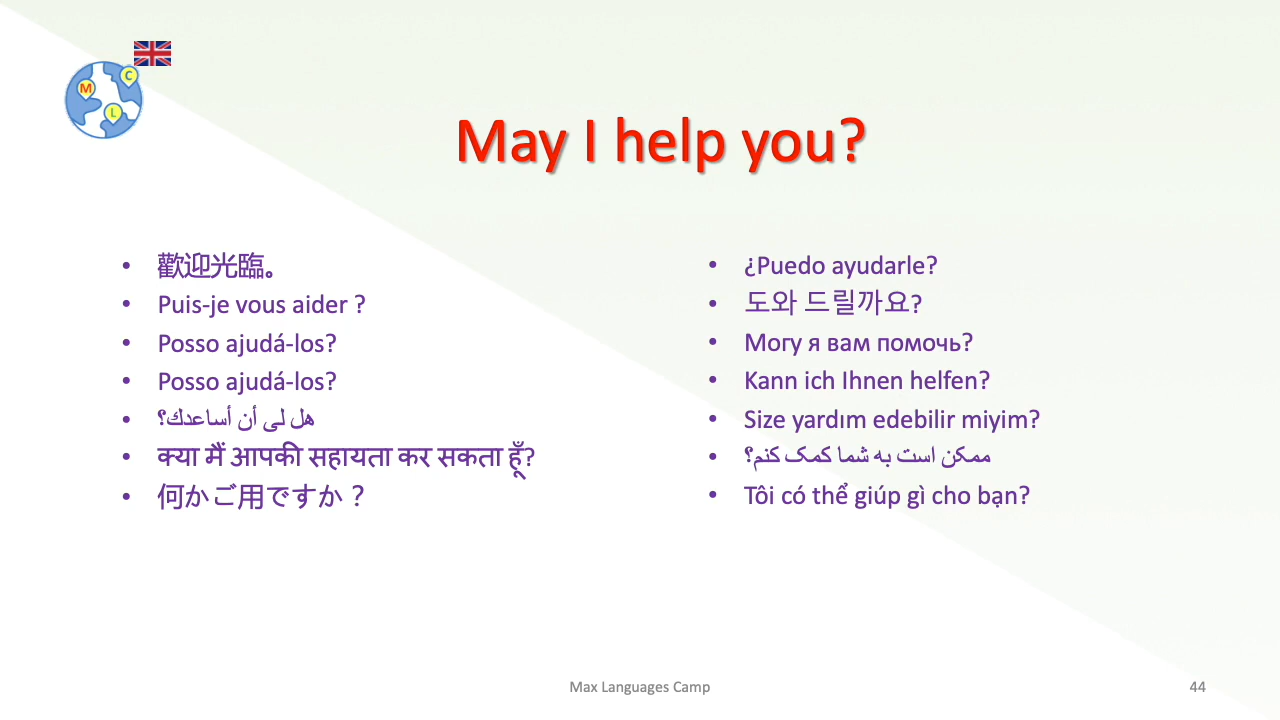 C
M
L
May I help you?
歡迎光臨。
Puis-je vous aider ?
Posso ajudá-los?
Posso ajudá-los?
هل لى أن أساعدك؟
क्या मैं आपकी सहायता कर सकता हूँ?
何かご用ですか？
¿Puedo ayudarle?
도와 드릴까요?
Могу я вам помочь?
Kann ich Ihnen helfen?
Size yardım edebilir miyim?
ممکن است به شما کمک کنم؟
Tôi có thể giúp gì cho bạn?
Max Languages Camp
44